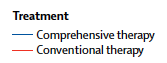 Treatment
Comprehensive therapy
Conventional therapy